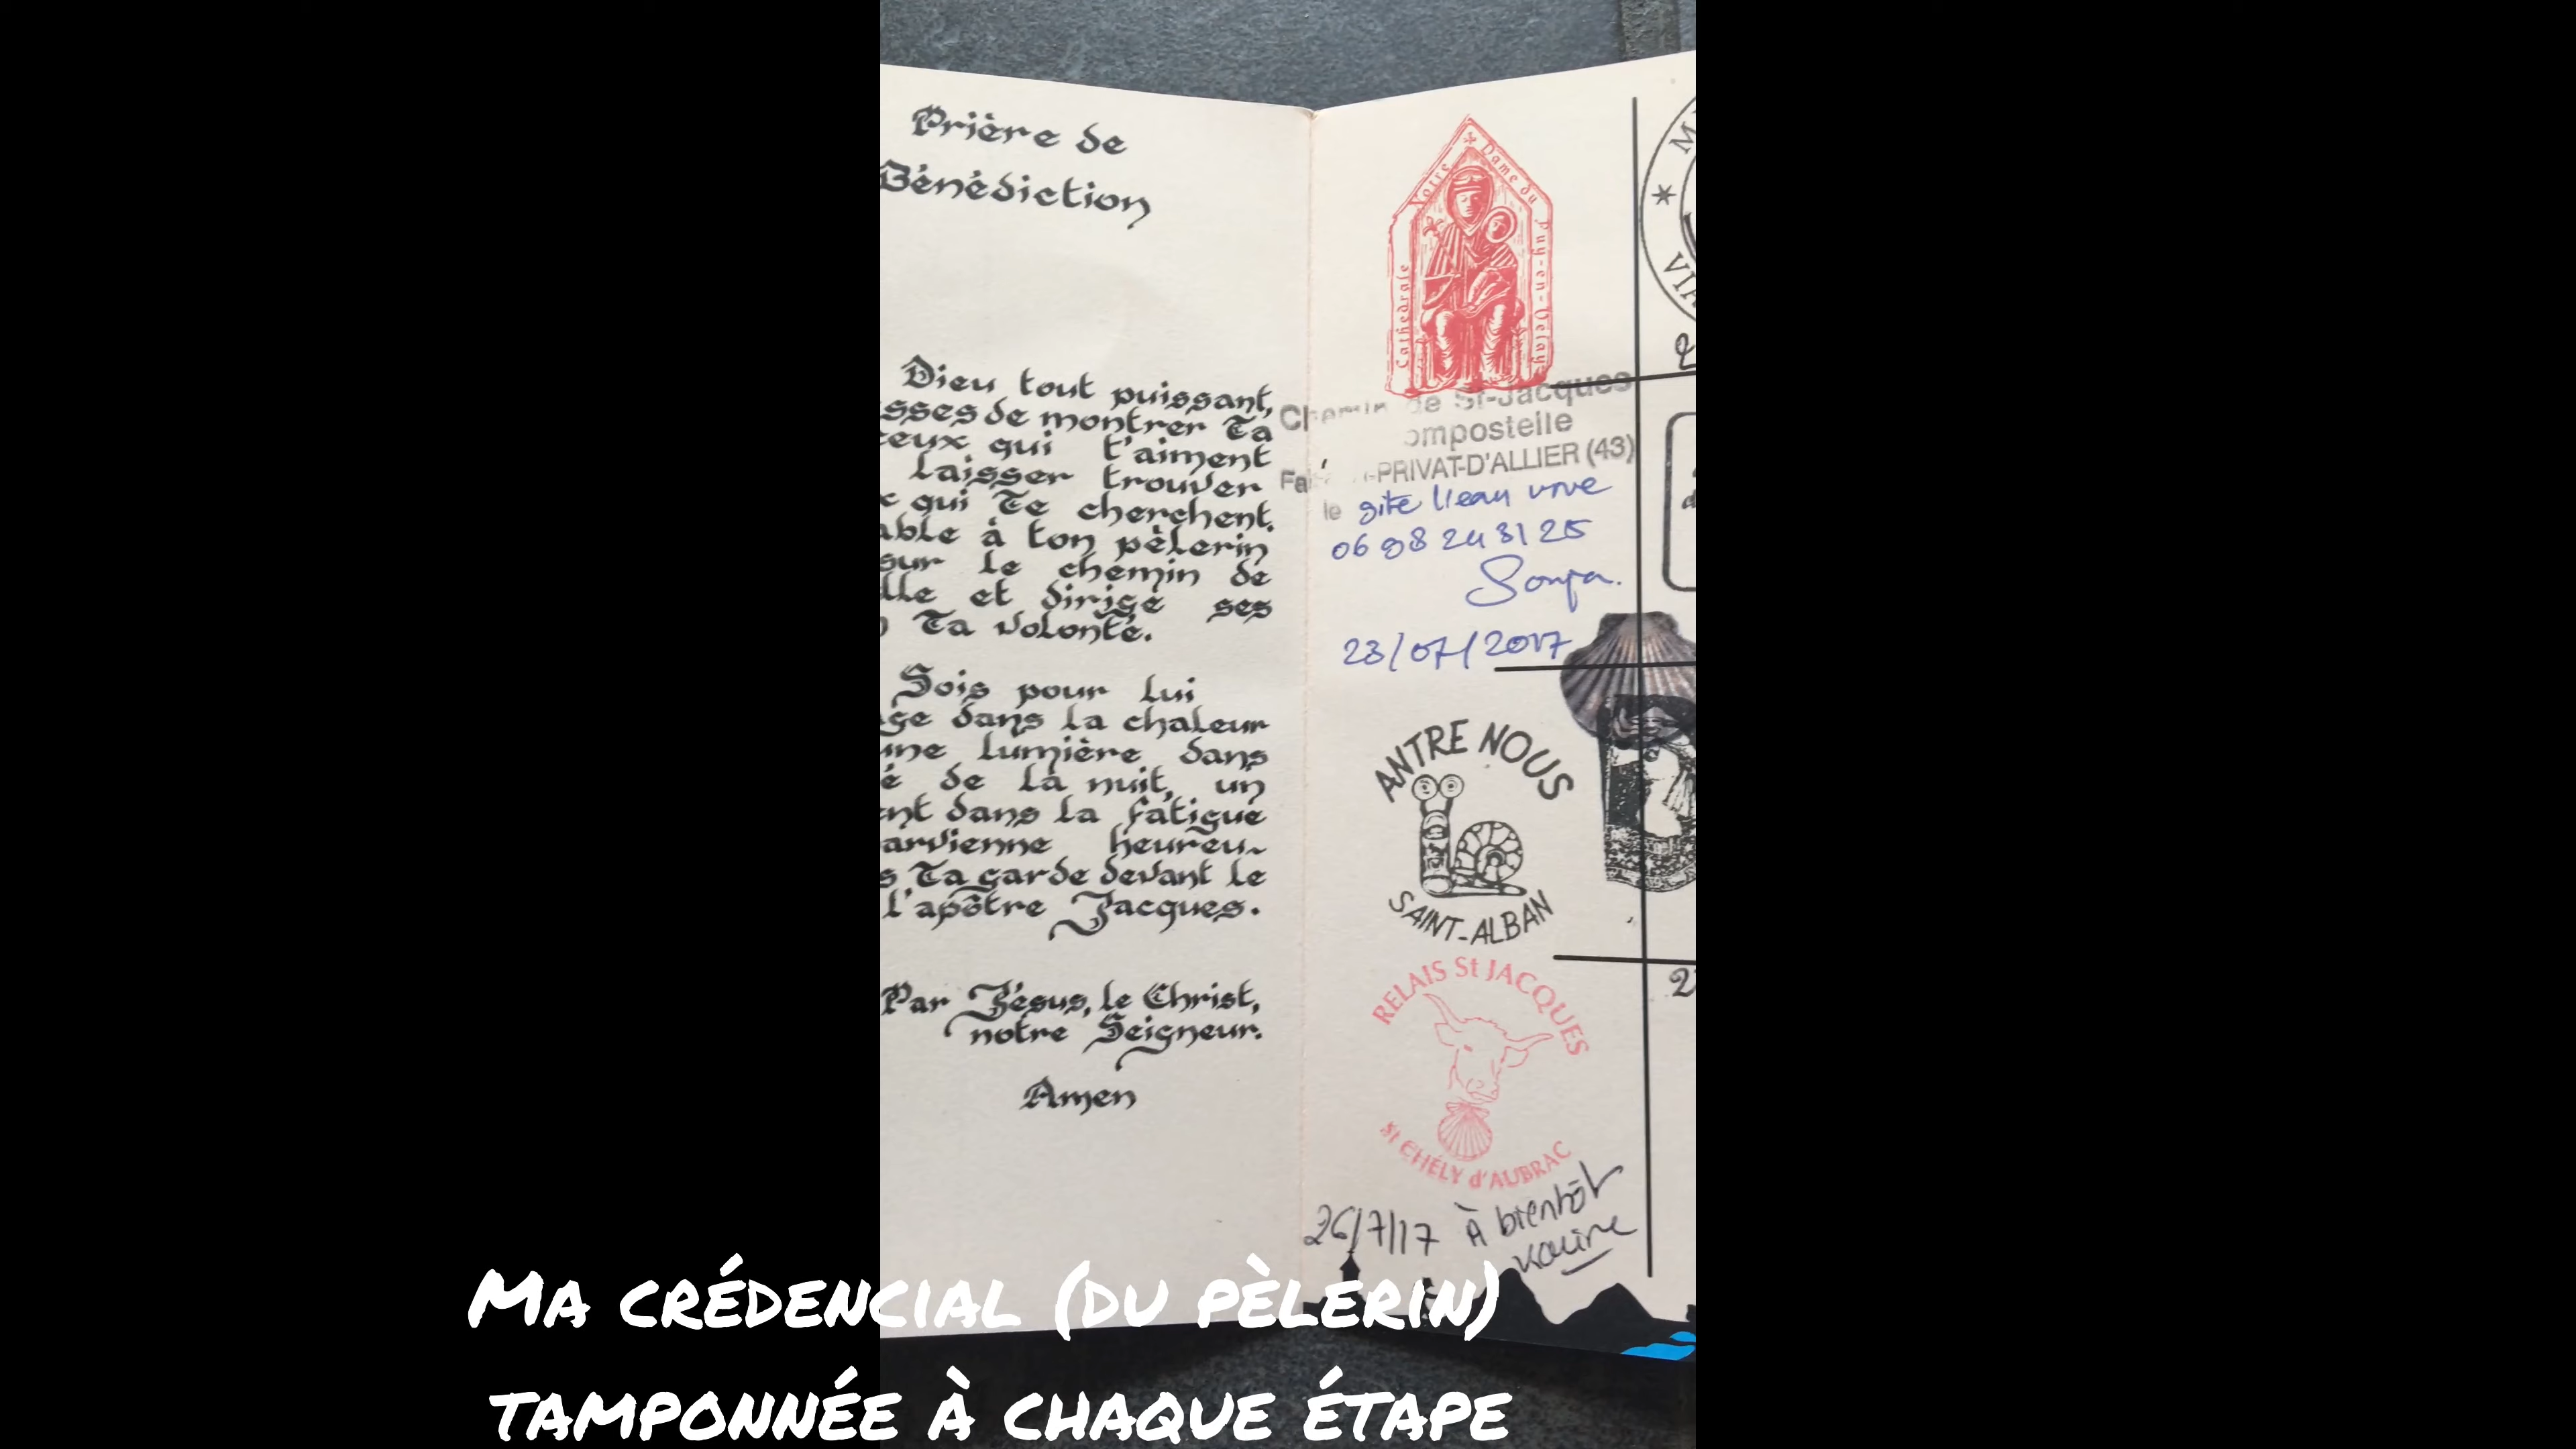 Prière de
Bénédiction
Dieu tout puissant,
sses de montrer Ta
ceux qui t'aiment
Laisser trouver
x qui Te cherchent.
able à ton pèlerin
sur le chemin de
lle et dirige ses
Ta volonté.
Sois pour lui
ge dans la chaleur
une lumière dans
é de la nuit, un
ent dans la fatigue
arvienne heureu~
s Ta garde devant le
l'apôtre Jacques.
Par Jésus, le Christ,
notre Seigneur.
Amen
Cathédrale Notre Dame du Puy-en-Velay
Chemin de St-Jacques
ompostelle
-PRIVAT-D'ALLIER (43)
le gite l'eau vive
06 98 24 31 25
23/07/2017
ANTRE NOUS
SAINT-ALBAN
RELAIS St JACQUES
St CHÉLY d'AUBRAC
26/7/17 À bientôt
M
VIA
2
Ma crédencial (du pèlerin)
tamponnée à chaque étape